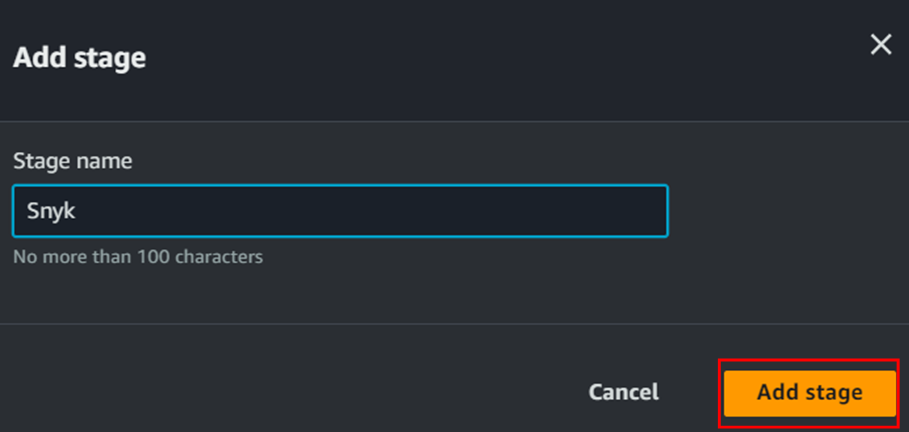 Add stage
Stage name
Snyk
No more than 100 characters
Cancel
Add stage